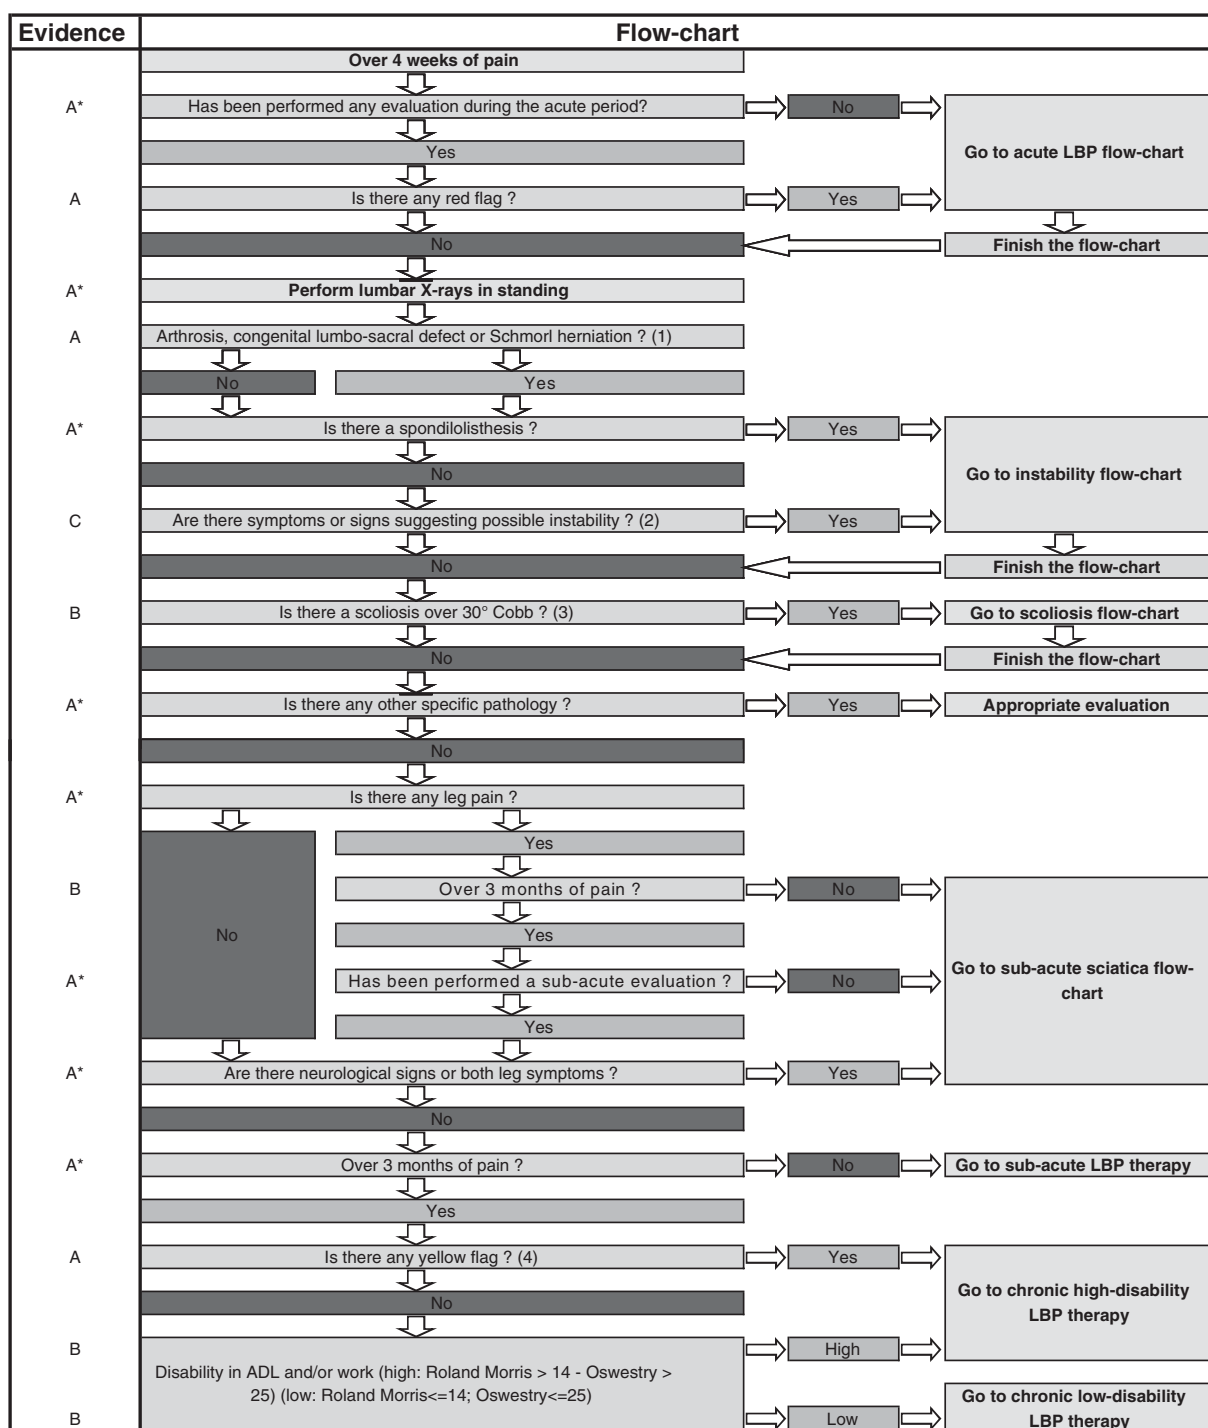 Evidence
Flow-chart
Over 4 weeks of pain
A*
Has been performed any evaluation during the acute period?
No
Go to acute LBP flow-chart
Yes
A
Is there any red flag ?
Yes
No
Finish the flow-chart
A*
Perform lumbar X-rays in standing
A
Arthrosis, congenital lumbo-sacral defect or Schmorl herniation ? (1)
No
Yes
A*
Is there a spondilolisthesis ?
Yes
No
Go to instability flow-chart
C
Are there symptoms or signs suggesting possible instability ? (2)
Yes
No
Finish the flow-chart
B
Is there a scoliosis over 30° Cobb ? (3)
Yes
Go to scoliosis flow-chart
No
Finish the flow-chart
A*
Is there any other specific pathology ?
Yes
Appropriate evaluation
No
A*
Is there any leg pain ?
Yes
B
Over 3 months of pain ?
No
No
Yes
A*
Has been performed a sub-acute evaluation ?
No
Go to sub-acute sciatica flow-
chart
Yes
A*
Are there neurological signs or both leg symptoms ?
Yes
No
A*
Over 3 months of pain ?
No
Go to sub-acute LBP therapy
Yes
A
Is there any yellow flag ? (4)
Yes
Go to chronic high-disability
LBP therapy
No
B
Disability in ADL and/or work (high: Roland Morris > 14 - Oswestry >
25) (low: Roland Morris<=14; Oswestry<=25)
High
B
Low
Go to chronic low-disability
LBP therapy